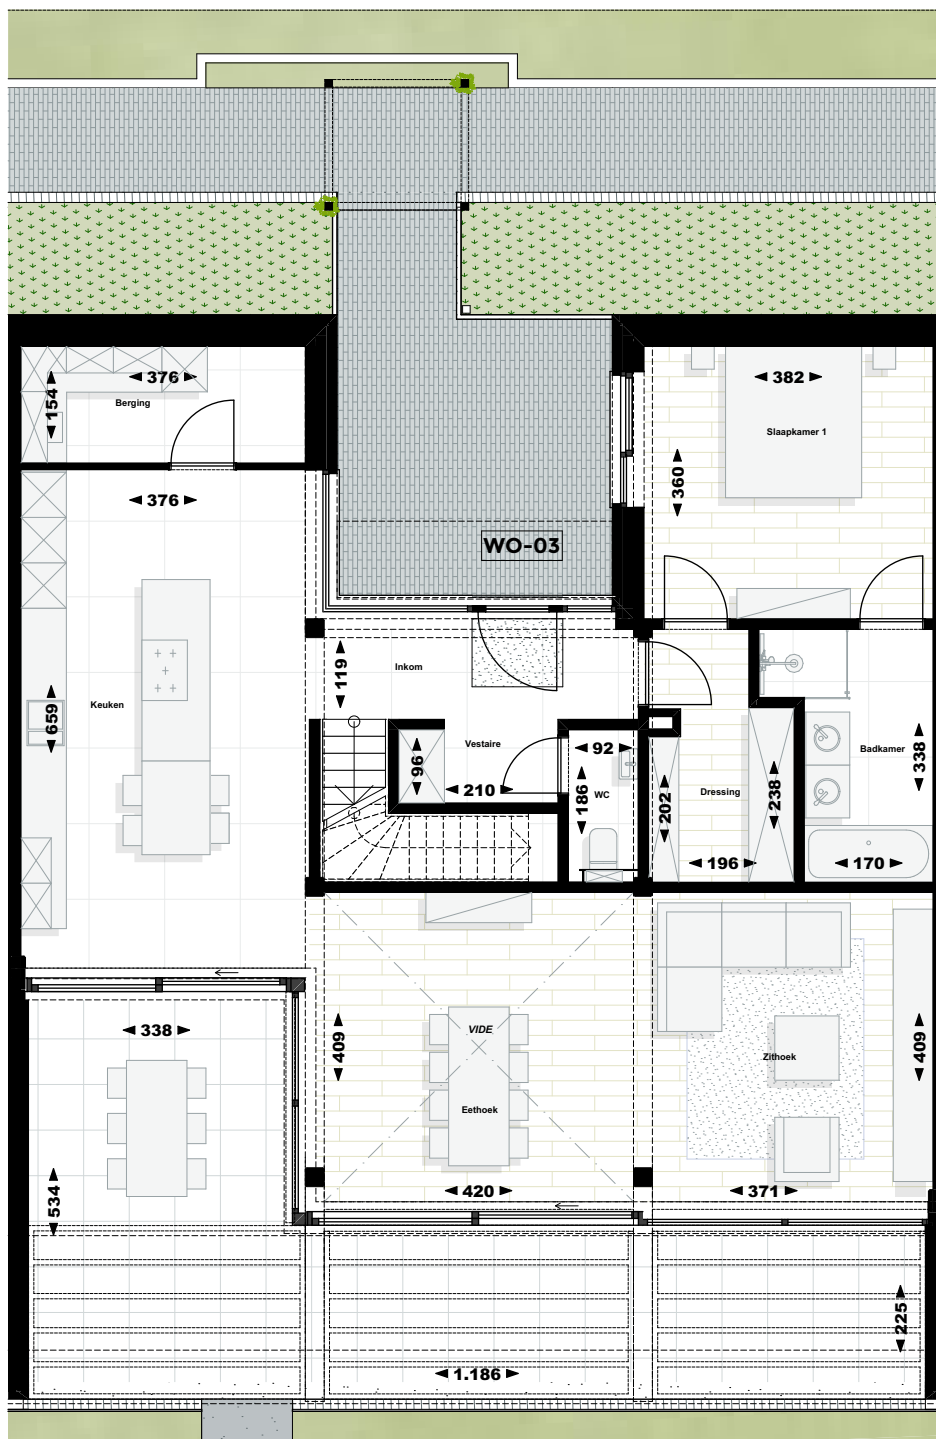 376
154
Berging
382
Slaapkamer 1
360
376
WO-03
119
Inkom
659
Keuken
Vestaire
96
210
92
186
WC
202
Dressing
238
196
Badkamer
338
170
338
409
VIDE
Eethoek
Zithoek
409
534
420
371
225
1.186